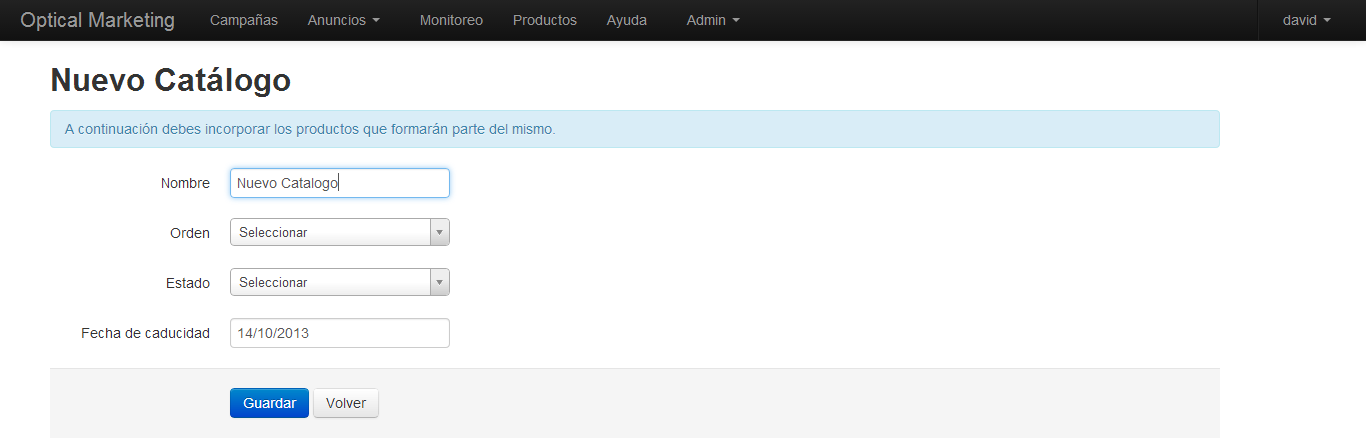 Optical Marketing Campañas Anuncios Monitoreo Productos Ayuda Admin david
Nuevo Catálogo
A continuación debes incorporar los productos que formarán parte del mismo.
Nombre Nuevo Catalogo
Orden Seleccionar
Estado Seleccionar
Fecha de caducidad 14/10/2013
Guardar Volver